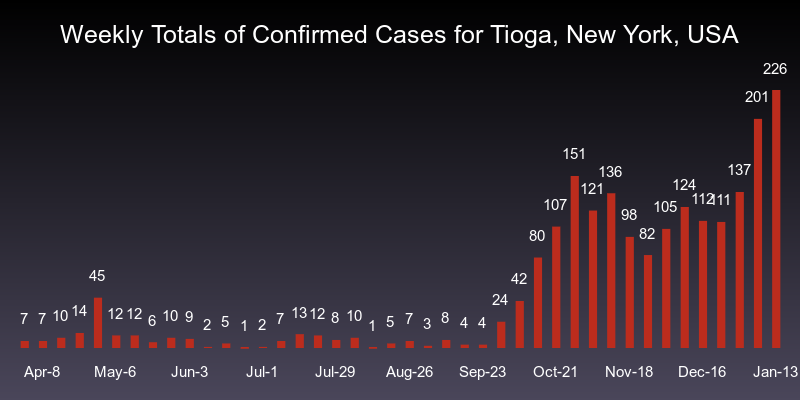 Weekly Totals of Confirmed Cases for Tioga, New York, USA
7 7 10 14 45 12 12 6 10 9 2 5 1 2 7 13 12 8 10 1 5 7 3 8 4 4 24 42 80 107 151 121 136 98 82 105 124 112 111 137 201 226
Apr-8 May-6 Jun-3 Jul-1 Jul-29 Aug-26 Sep-23 Oct-21 Nov-18 Dec-16 Jan-13